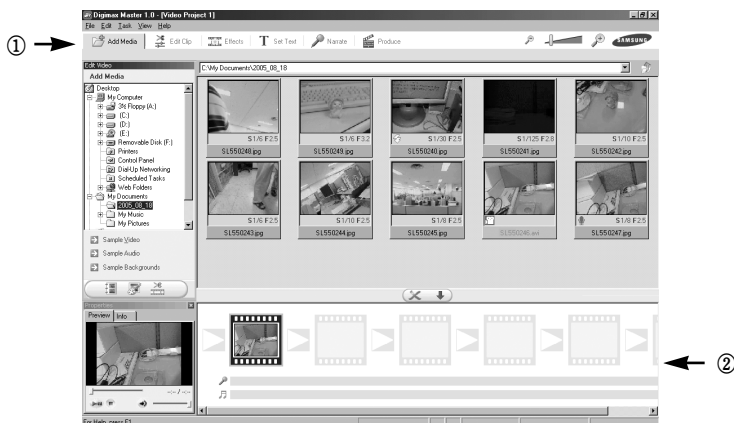 Digimax Master 1.0 - [Video Project 1]
File Edit Task View Help
①
Add Media Edit Clip Effects T Set Text Narrate Produce SAMSUNG
Edit Video
C:\My Documents\2005_08_18
Add Media
Desktop
My Computer
3½ Floppy (A:)
(C:)
(D:)
(E:)
Removable Disk (F:)
Printers
Control Panel
Dial-Up Networking
Scheduled Tasks
Web Folders
My Documents
2005_08_18
My Music
My Pictures
Sample Video
Sample Audio
Sample Backgrounds
S1/6 F2.5 S1/6 F3.2 S1/30 F2.5 S1/125 F2.8 S1/10 F2.5
SL550248.jpg SL550249.jpg SL550240.jpg SL550241.jpg SL550242.jpg
S1/6 F2.5 S1/10 F2.5 S1/8 F2.5 S1/8 F2.5
SL550243.jpg SL550244.jpg SL550245.jpg SL550246.avi SL550247.jpg
Properties
Preview Info
--:-- / --:--
②
For Help, press F1